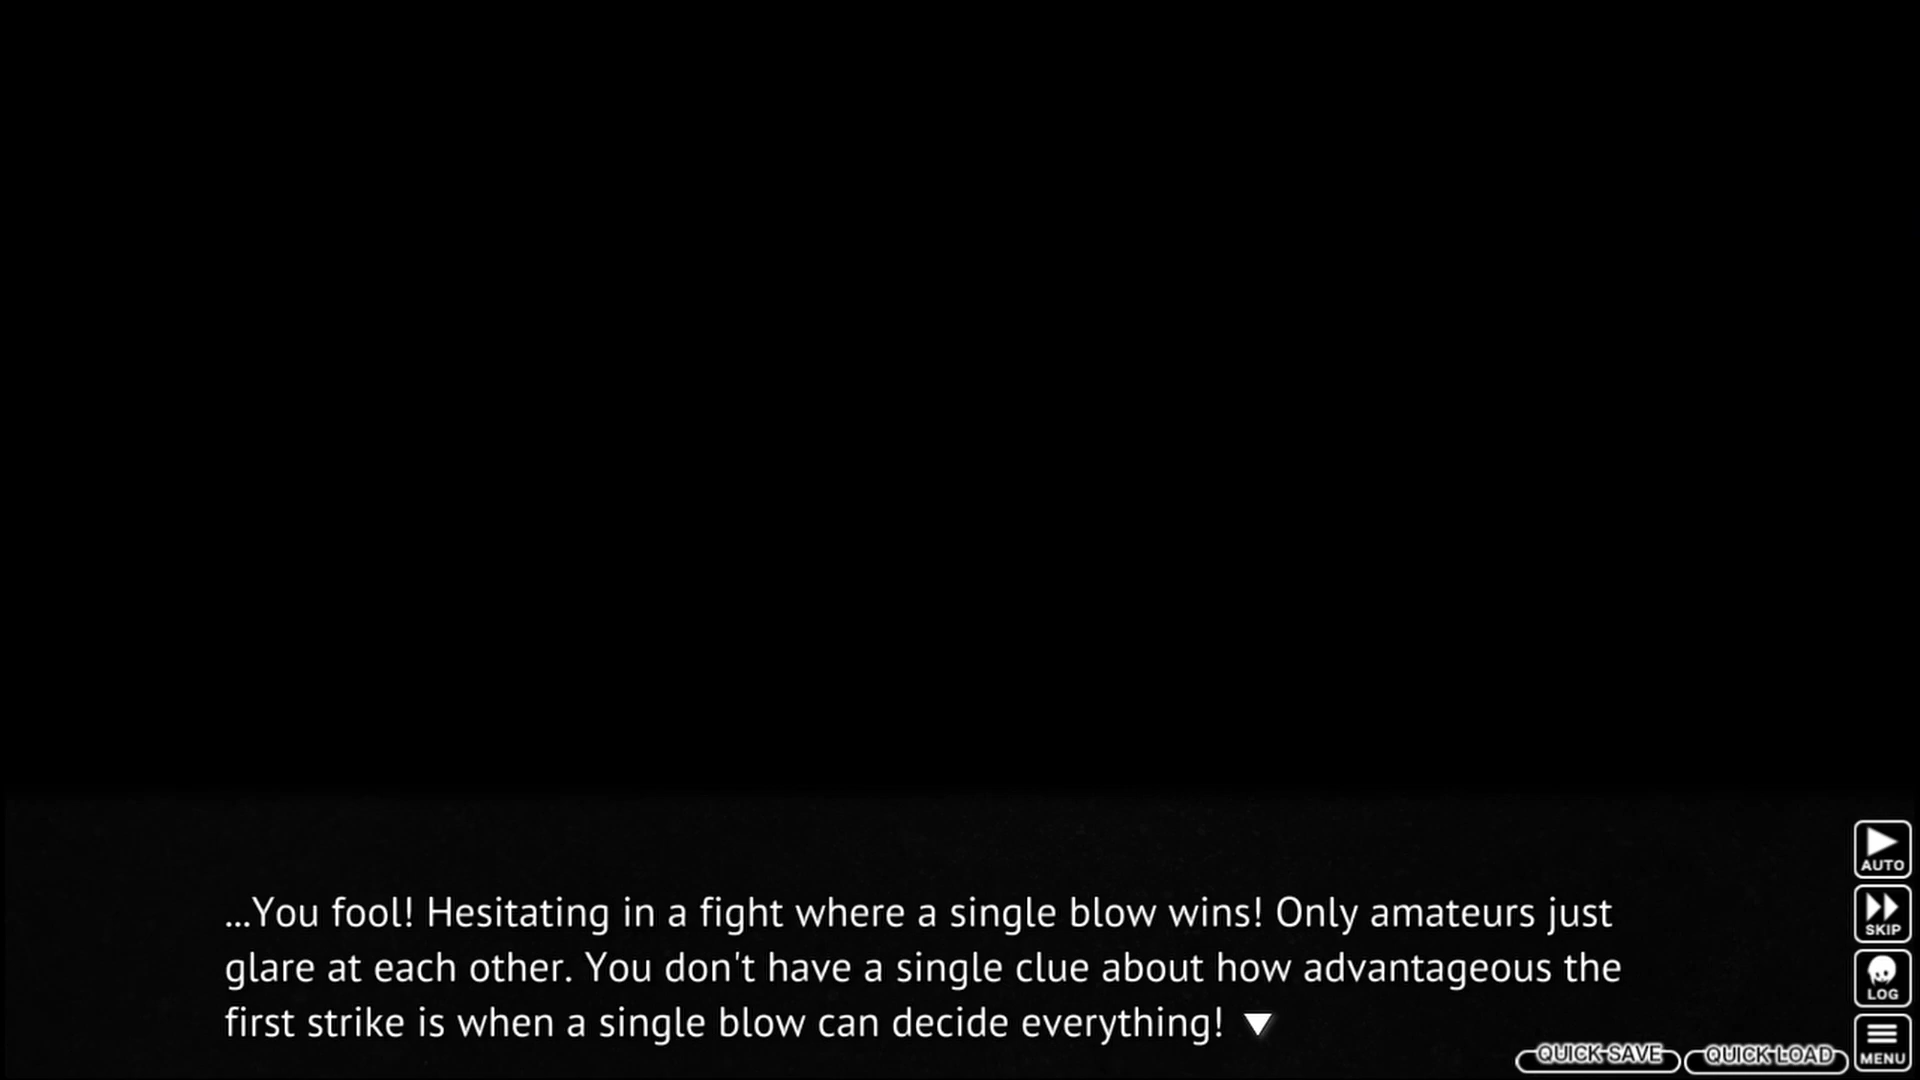 ...You fool! Hesitating in a fight where a single blow wins! Only amateurs just
glare at each other. You don't have a single clue about how advantageous the
first strike is when a single blow can decide everything!
AUTO
SKIP
LOG
MENU
QUICK SAVE
QUICK LOAD